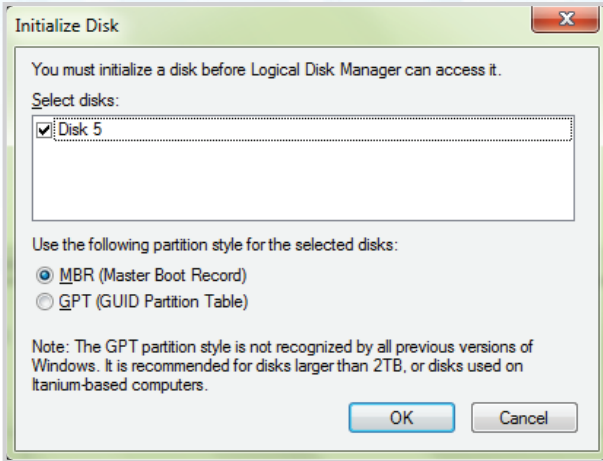 Initialize Disk
You must initialize a disk before Logical Disk Manager can access it.
Select disks:
Disk 5
Use the following partition style for the selected disks:
MBR (Master Boot Record)
GPT (GUID Partition Table)
Note: The GPT partition style is not recognized by all previous versions of
Windows. It is recommended for disks larger than 2TB, or disks used on
Itanium-based computers.
OK Cancel